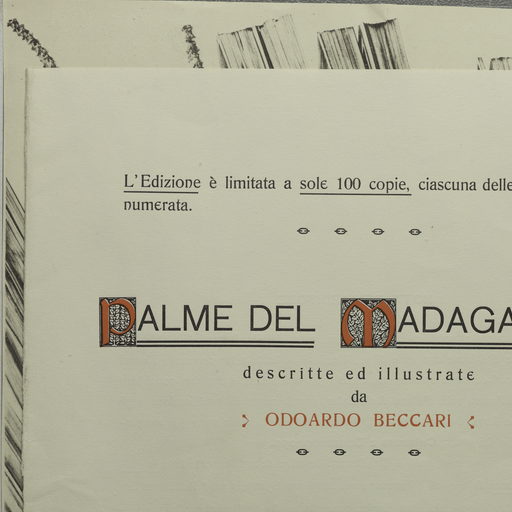 L'Edizione è limitata a sole 100 copie, ciascuna delle
numerata.
PALME DEL MADAGA
descritte ed illustrate
da
ODOARDO BECCARI